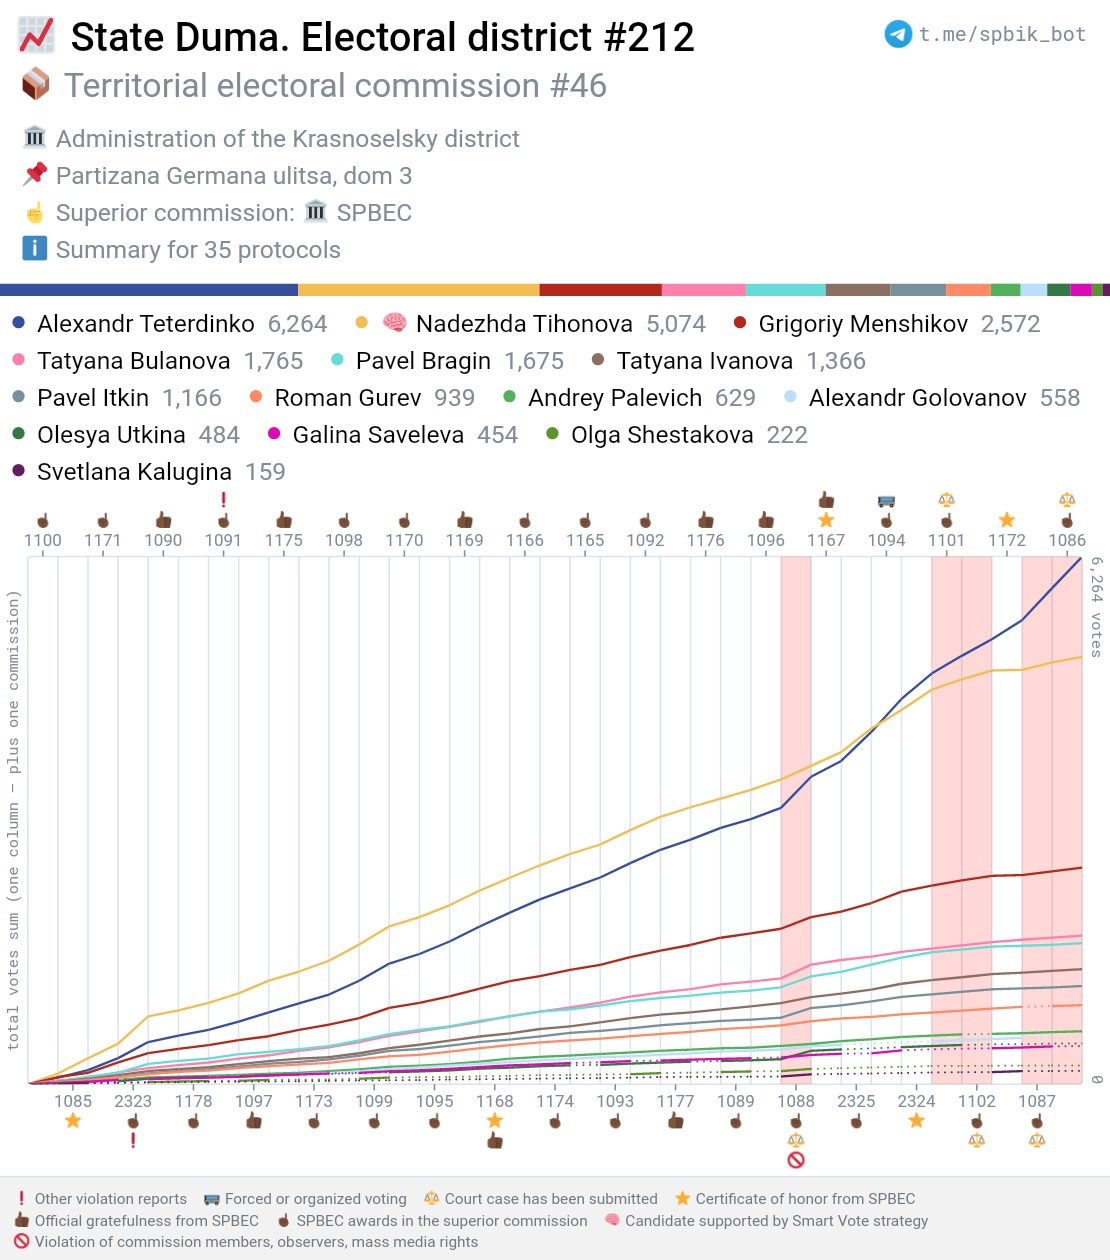 State Duma. Electoral district #212
t.me/spbik_bot
Territorial electoral commission #46
Administration of the Krasnoselsky district
Partizana Germana ulitsa, dom 3
Superior commission: SPBEC
Summary for 35 protocols
Alexandr Teterdinko 6,264 Nadezhda Tihonova 5,074 Grigoriy Menshikov 2,572
Tatyana Bulanova 1,765 Pavel Bragin 1,675 Tatyana Ivanova 1,366
Pavel Itkin 1,166 Roman Gurev 939 Andrey Palevich 629 Alexandr Golovanov 558
Olesya Utkina 484 Galina Saveleva 454 Olga Shestakova 222
Svetlana Kalugina 159
1100 1171 1090 1091 1175 1098 1170 1169 1166 1165 1092 1176 1096 1167 1094 1101 1172 1086
total votes sum (one column – plus one commission)
6,264 votes
0
1085 2323 1178 1097 1173 1099 1095 1168 1174 1093 1177 1089 1088 2325 2324 1102 1087
Other violation reports Forced or organized voting Court case has been submitted Certificate of honor from SPBEC
Official gratefulness from SPBEC SPBEC awards in the superior commission Candidate supported by Smart Vote strategy
Violation of commission members, observers, mass media rights